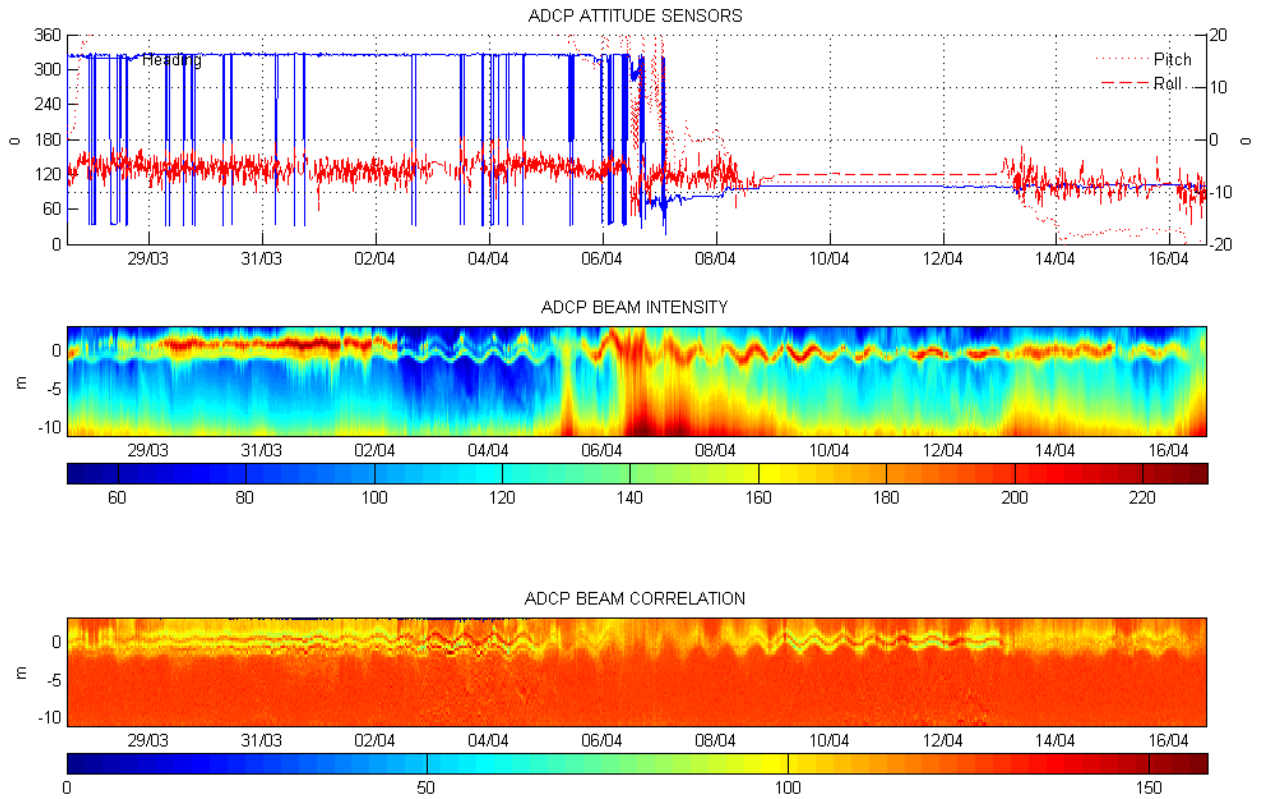 ADCP ATTITUDE SENSORS
360
300
240
180
120
60
0
20
10
0
-10
-20
0
0
Heading
Pitch
Roll
29/03 31/03 02/04 04/04 06/04 08/04 10/04 12/04 14/04 16/04
ADCP BEAM INTENSITY
0
-5
-10
m
29/03 31/03 02/04 04/04 06/04 08/04 10/04 12/04 14/04 16/04
60 80 100 120 140 160 180 200 220
ADCP BEAM CORRELATION
0
-5
-10
m
29/03 31/03 02/04 04/04 06/04 08/04 10/04 12/04 14/04 16/04
0 50 100 150